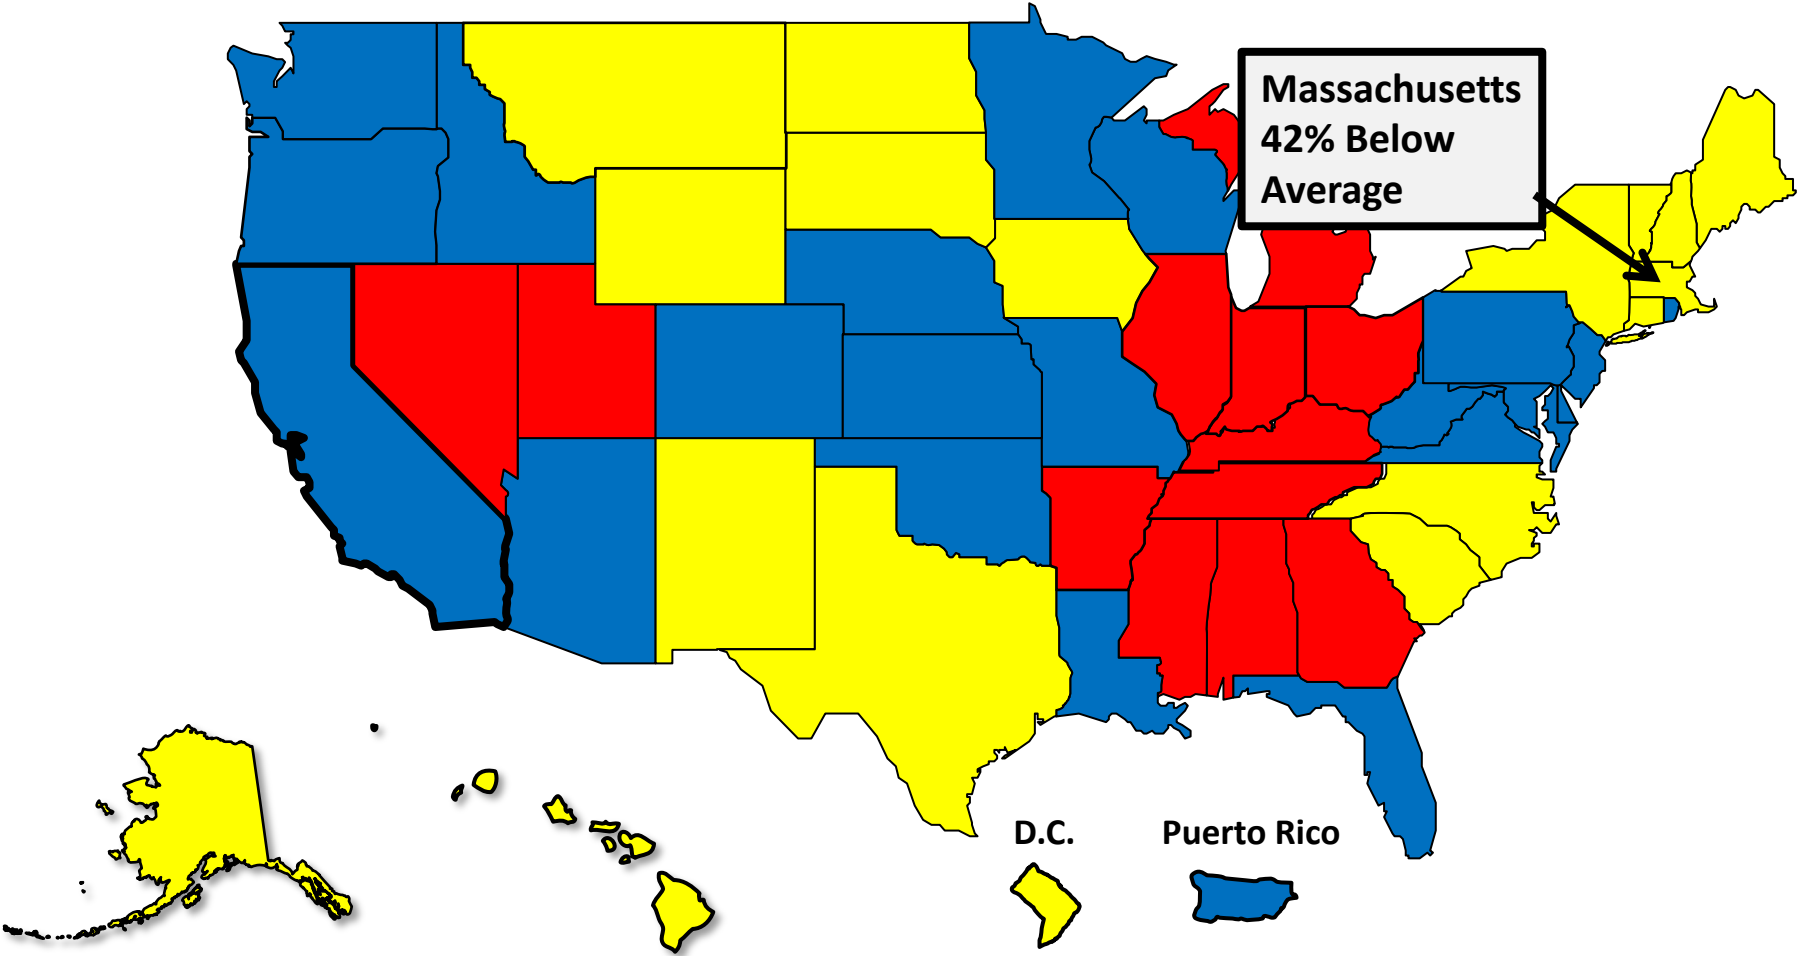 Massachusetts
42% Below
Average
D.C.
Puerto Rico